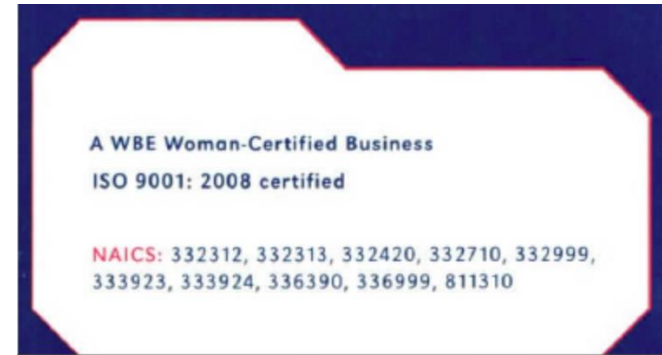 A WBE Woman-Certified Business
ISO 9001: 2008 certified
NAICS: 332312, 332313, 332420, 332710, 332999,
333923, 333924, 336390, 336999, 811310